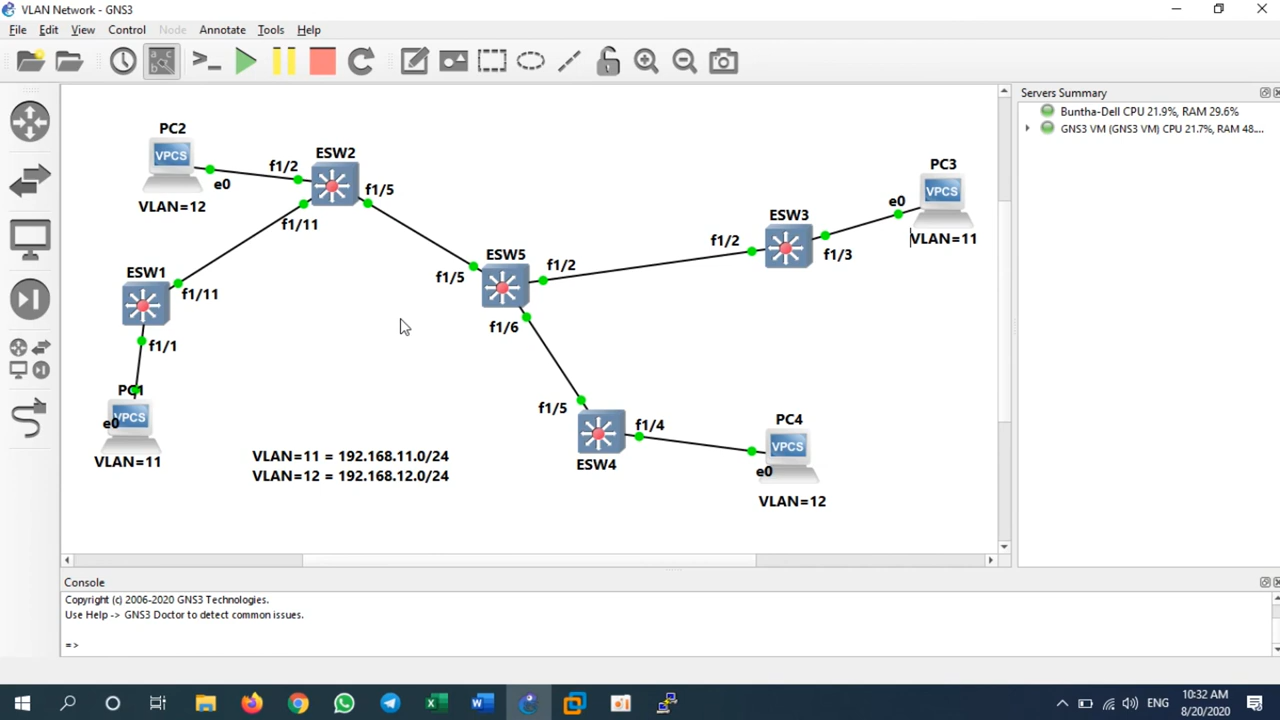 VLAN Network - GNS3
File Edit View Control Node Annotate Tools Help
Servers Summary
Buntha-Dell CPU 21.9%, RAM 29.6%
GNS3 VM (GNS3 VM) CPU 21.7%, RAM 48....
PC2
VPCS
e0
VLAN=12
f1/2
ESW2
f1/5
f1/11
ESW1
f1/11
f1/1
PC1
VPCS
e0
VLAN=11
ESW5
f1/5
f1/2
f1/6
ESW3
f1/2
f1/3
PC3
VPCS
e0
VLAN=11
f1/5
f1/4
ESW4
PC4
VPCS
e0
VLAN=12
VLAN=11 = 192.168.11.0/24
VLAN=12 = 192.168.12.0/24
Console
Copyright (c) 2006-2020 GNS3 Technologies.
Use Help -> GNS3 Doctor to detect common issues.
=>
ENG
10:32 AM
8/20/2020